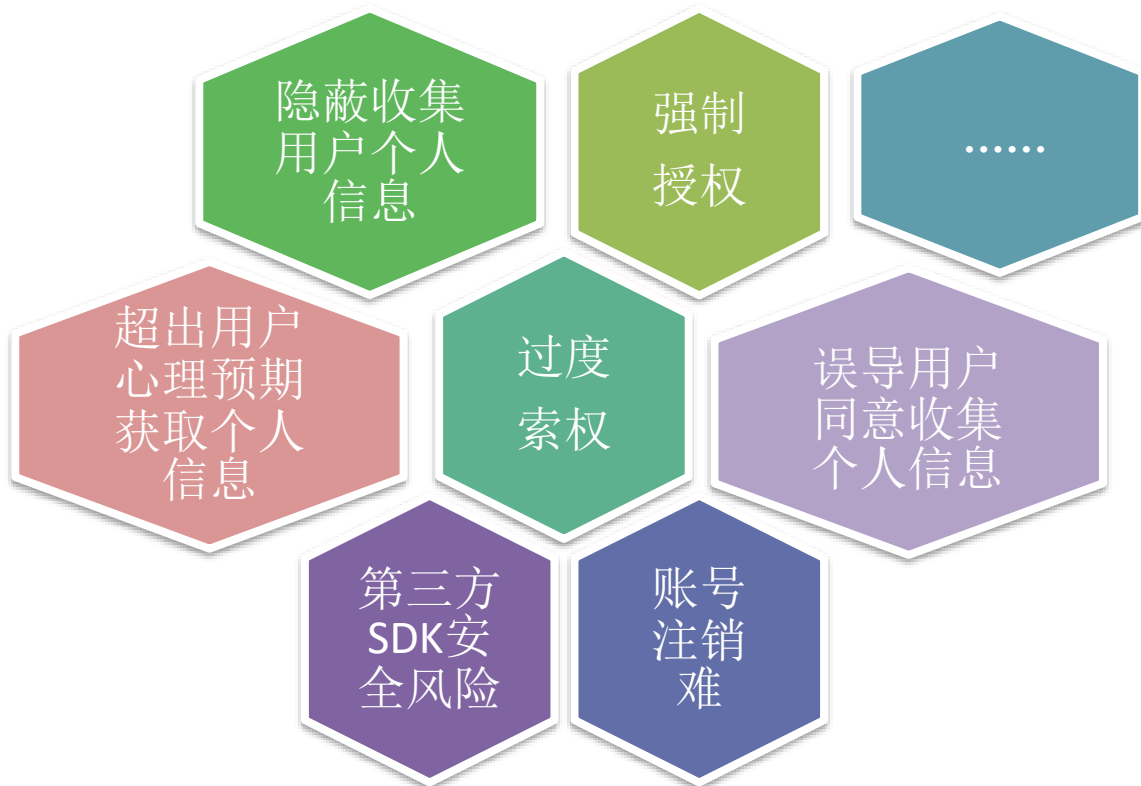 隐蔽收集
用户个人
信息
强制
授权
......
超出用户
心理预期
获取个人
信息
过度
索权
误导用户
同意收集
个人信息
第三方
SDK安
全风险
账号
注销
难